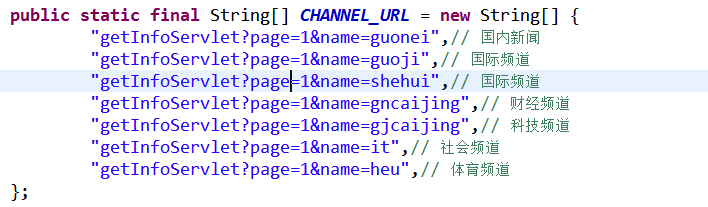 public static final String[] CHANNEL_URL = new String[] {
"getInfoServlet?page=1&name=guonei",// 国内新闻
"getInfoServlet?page=1&name=guoji",// 国际频道
"getInfoServlet?page=1&name=shehui",// 国际频道
"getInfoServlet?page=1&name=gncaijing",// 财经频道
"getInfoServlet?page=1&name=gjcaijing",// 科技频道
"getInfoServlet?page=1&name=it",// 社会频道
"getInfoServlet?page=1&name=heu",// 体育频道
};